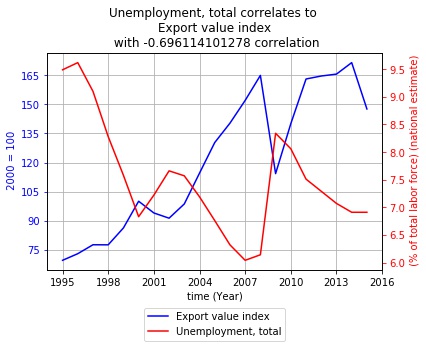 Unemployment, total correlates to
Export value index
with -0.696114101278 correlation
165
150
135
120
105
90
75
2000 = 100
9.5
9.0
8.5
8.0
7.5
7.0
6.5
6.0
(% of total labor force) (national estimate)
1995
1998
2001
2004
2007
2010
2013
2016
time (Year)
Export value index
Unemployment, total